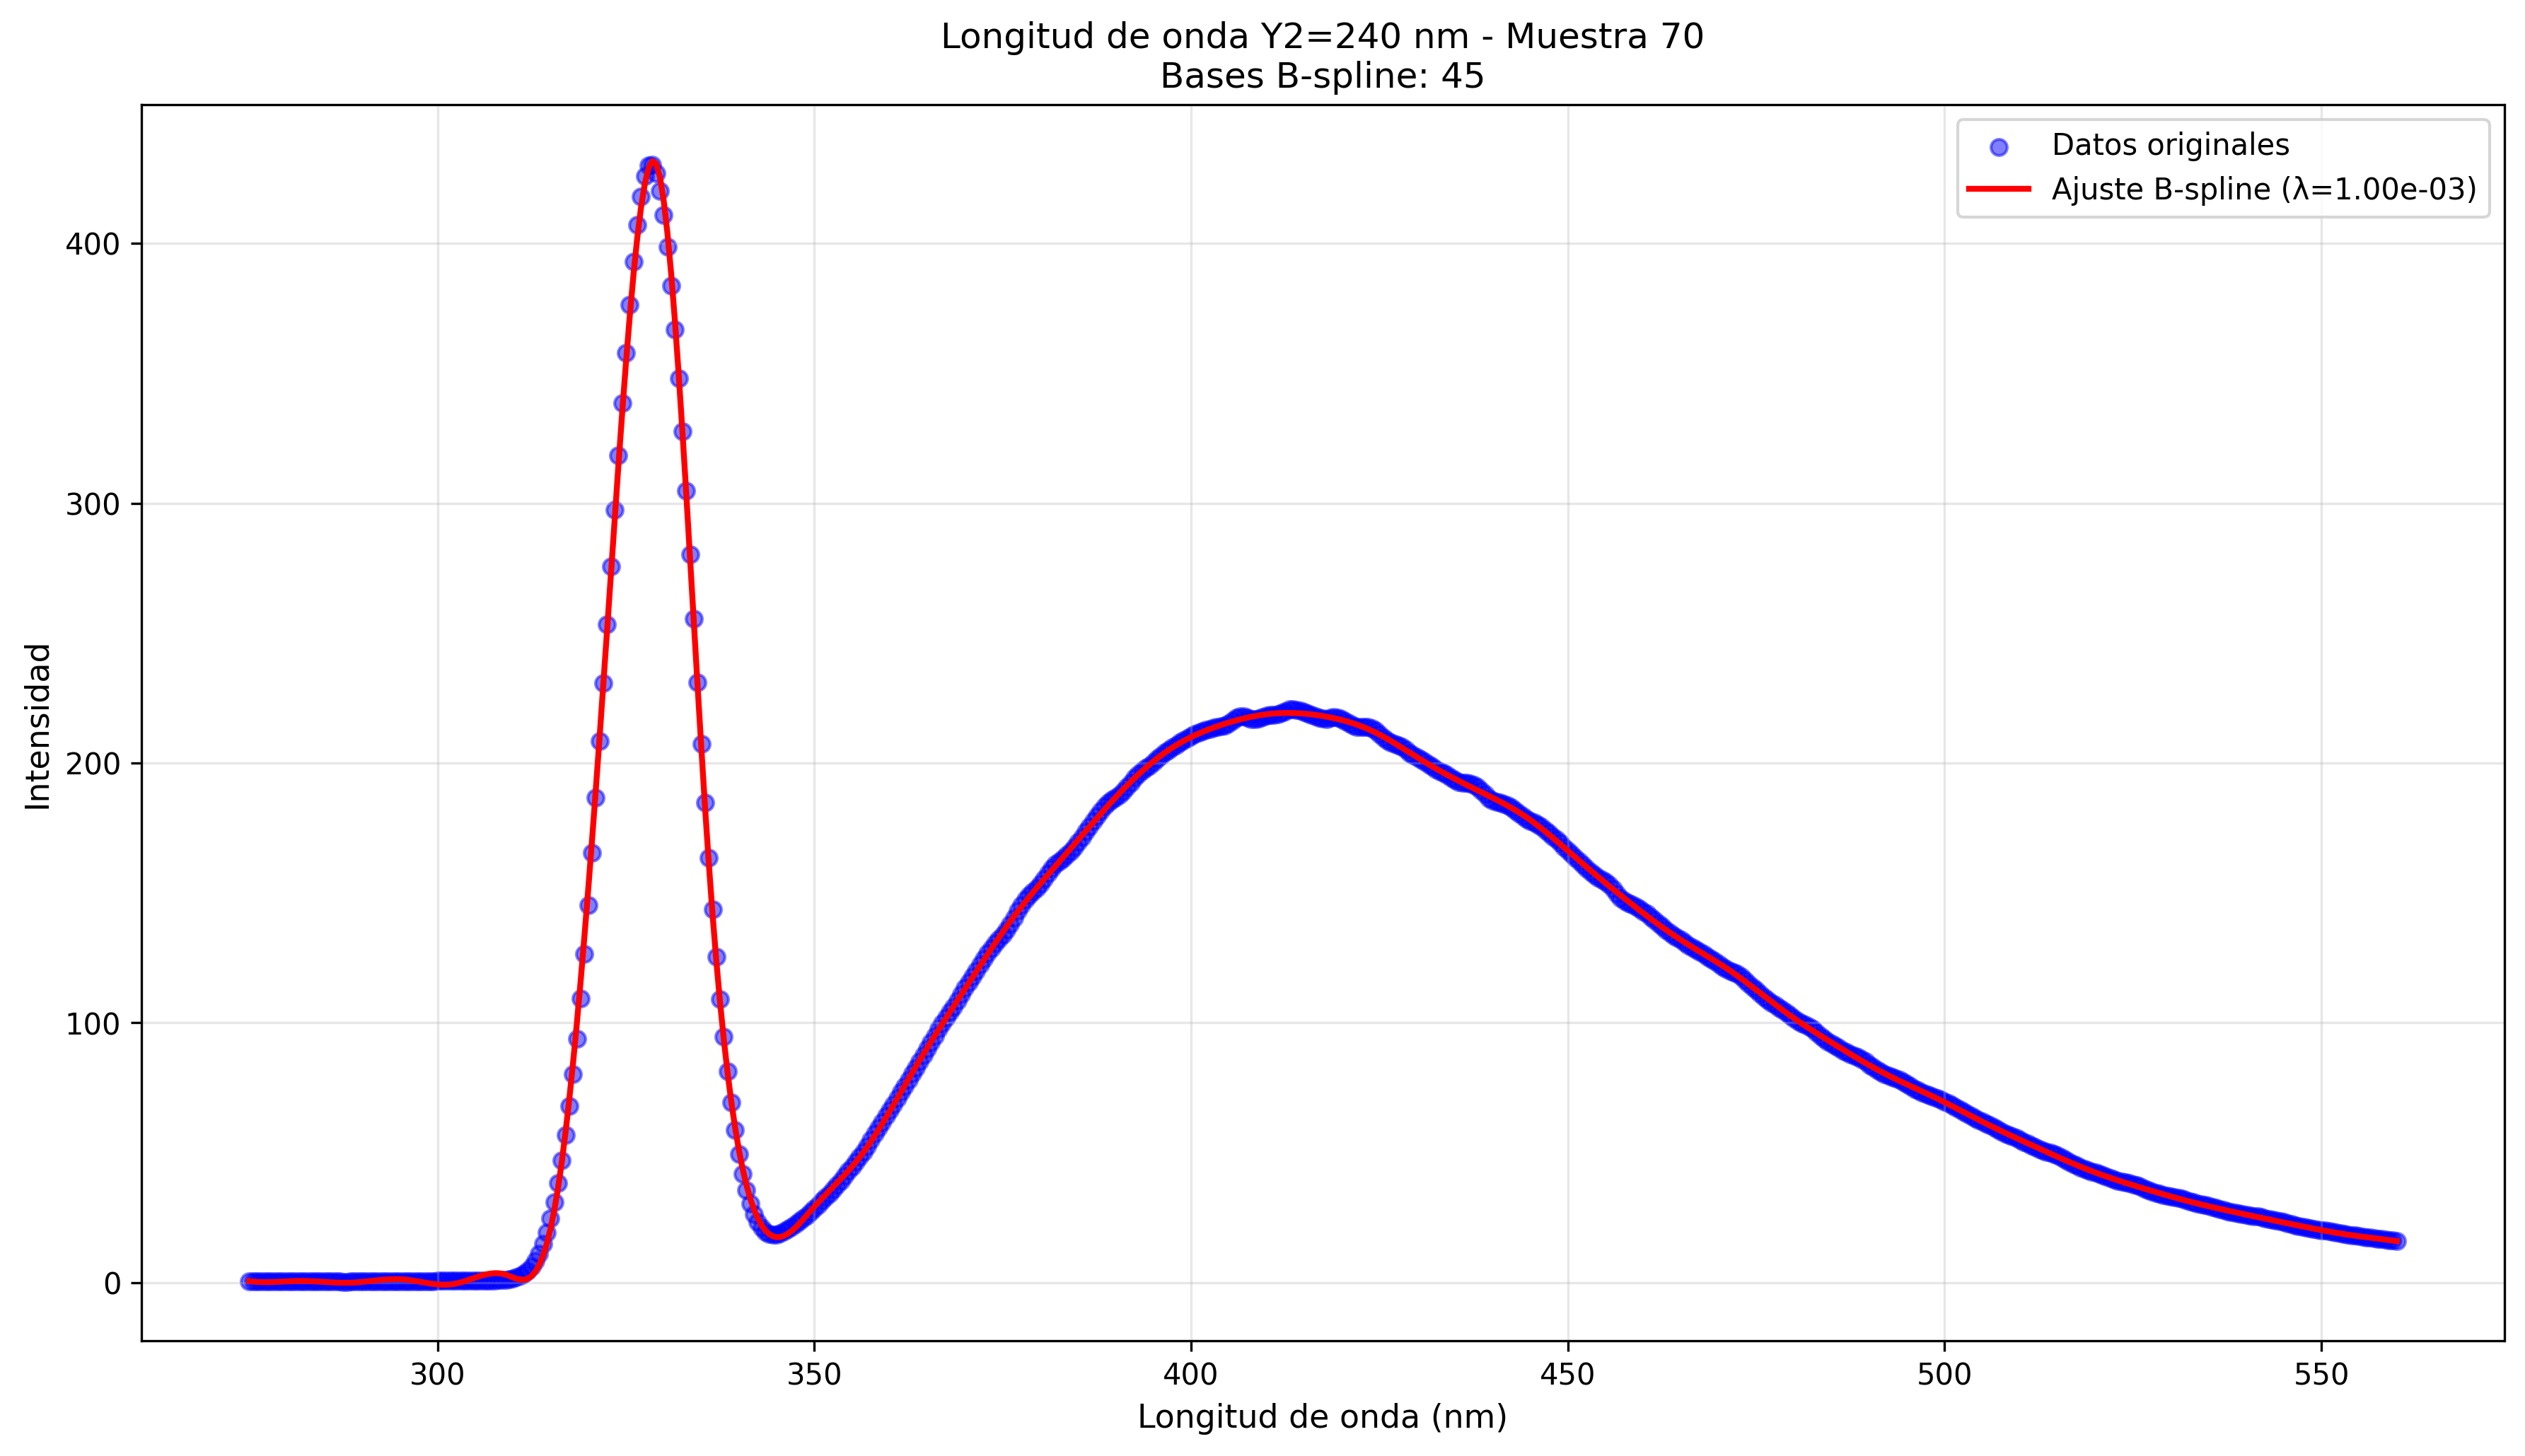 Longitud de onda Y2=240 nm - Muestra 70
Bases B-spline: 45
Datos originales
Ajuste B-spline (λ=1.00e-03)
Intensidad
400
300
200
100
0
300
350
400
450
500
550
Longitud de onda (nm)